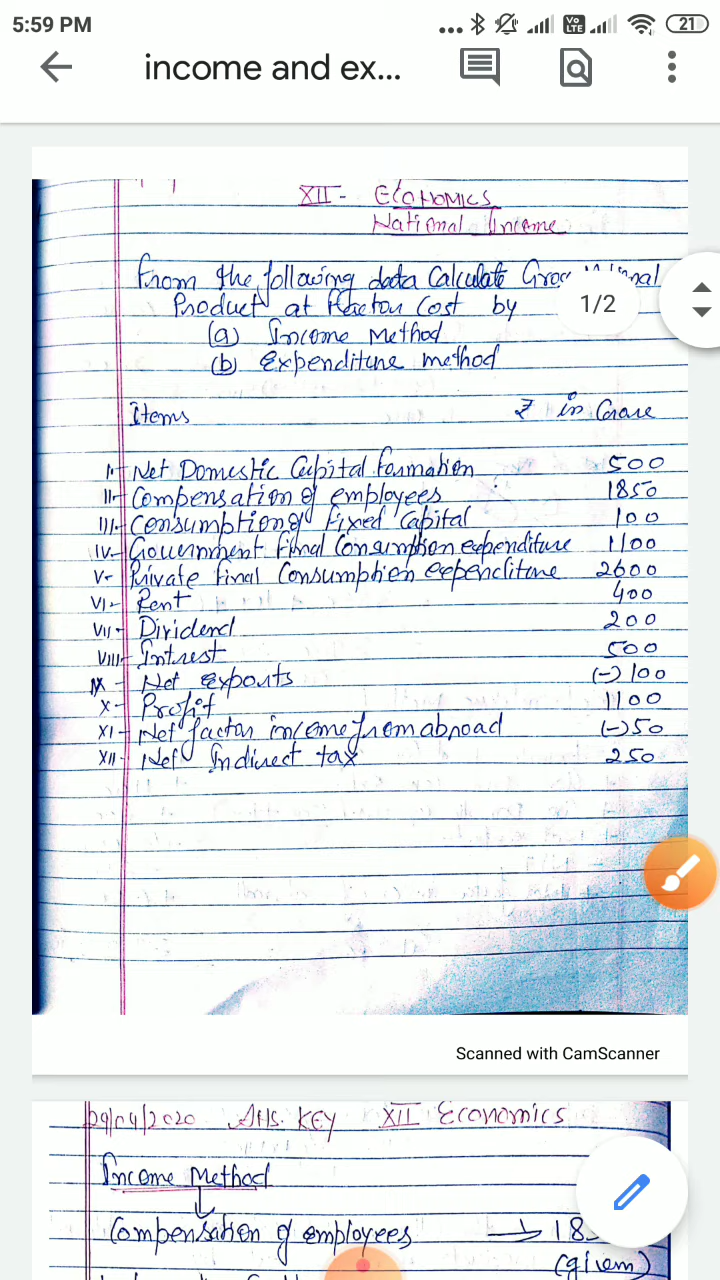 5:59 PM
Vo LTE
21
income and ex...
XII - Economics
National Income
From the following data Calculate
Product at Factor Cost by
1/2
(a) Income Method
(b) Expenditure method
Items ₹ in Crore
I- Net Domestic Capital formation 500
II- Compensation of employees 1850
III- Consumption of Fixed Capital 100
IV- Government Final Consumption expenditure 1100
V- Private Final Consumption expenditure 2600
VI- Rent 400
VII- Dividend 200
VIII- Intrest 500
IX - Net exports (-) 100
X- Profit 1100
XI- Net factor income from abroad (-) 50
XII- Net Indirect tax 250
Scanned with CamScanner
29/04/2020 ANS. KEY XII Economics
Income Method
Compensation of employees → 18
(given)